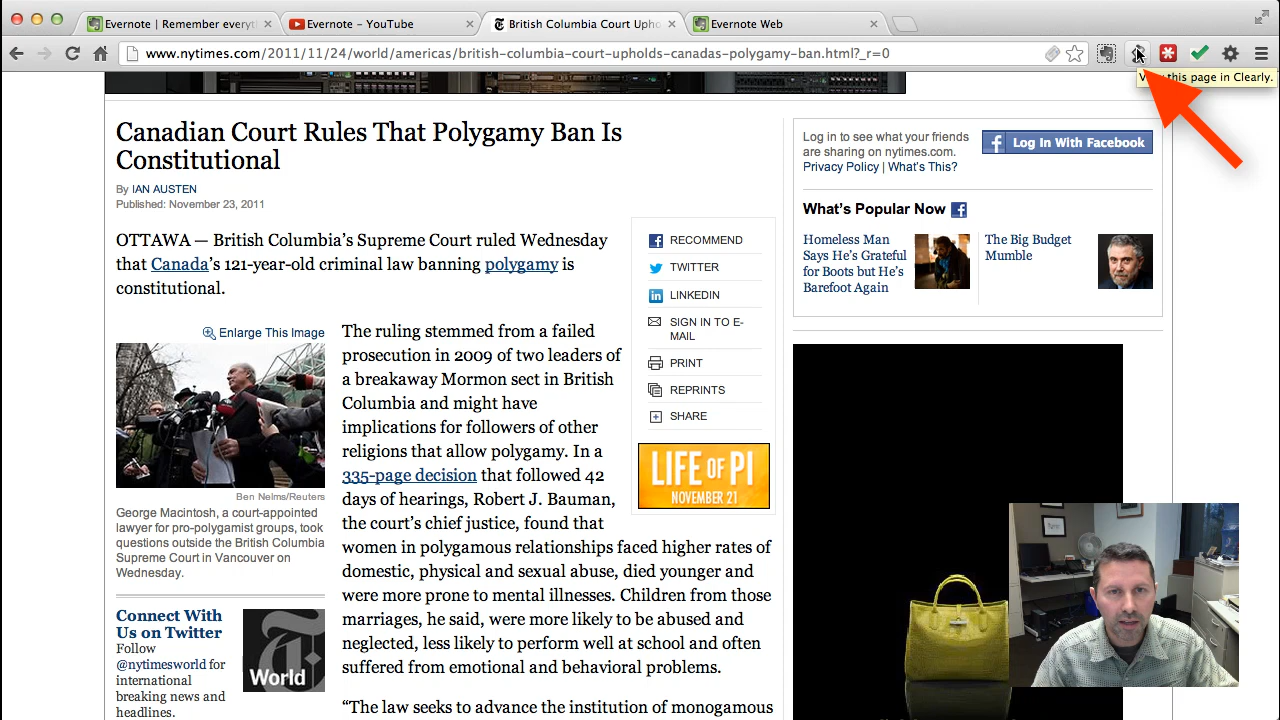 Evernote | Remember everyt
Evernote - YouTube
British Columbia Court Upho
Evernote Web
www.nytimes.com/2011/11/24/world/americas/british-columbia-court-upholds-canadas-polygamy-ban.html?_r=0
this page in Clearly.
Canadian Court Rules That Polygamy Ban Is
Constitutional
By IAN AUSTEN
Published: November 23, 2011
OTTAWA — British Columbia’s Supreme Court ruled Wednesday
that Canada’s 121-year-old criminal law banning polygamy is
constitutional.
Enlarge This Image
Ben Nelms/Reuters
George Macintosh, a court-appointed
lawyer for pro-polygamist groups, took
questions outside the British Columbia
Supreme Court in Vancouver on
Wednesday.
Connect With
Us on Twitter
Follow
@nytimesworld for
international
breaking news and
headlines.
World
The ruling stemmed from a failed
prosecution in 2009 of two leaders of
a breakaway Mormon sect in British
Columbia and might have
implications for followers of other
religions that allow polygamy. In a
335-page decision that followed 42
days of hearings, Robert J. Bauman,
the court’s chief justice, found that
women in polygamous relationships faced higher rates of
domestic, physical and sexual abuse, died younger and
were more prone to mental illnesses. Children from those
marriages, he said, were more likely to be abused and
neglected, less likely to perform well at school and often
suffered from emotional and behavioral problems.
“The law seeks to advance the institution of monogamous
RECOMMEND
TWITTER
LINKEDIN
SIGN IN TO E-
MAIL
PRINT
REPRINTS
SHARE
LIFE OF PI
NOVEMBER 21
Log in to see what your friends
are sharing on nytimes.com.
Privacy Policy | What’s This?
Log In With Facebook
What’s Popular Now
Homeless Man
Says He’s Grateful
for Boots but He’s
Barefoot Again
The Big Budget
Mumble